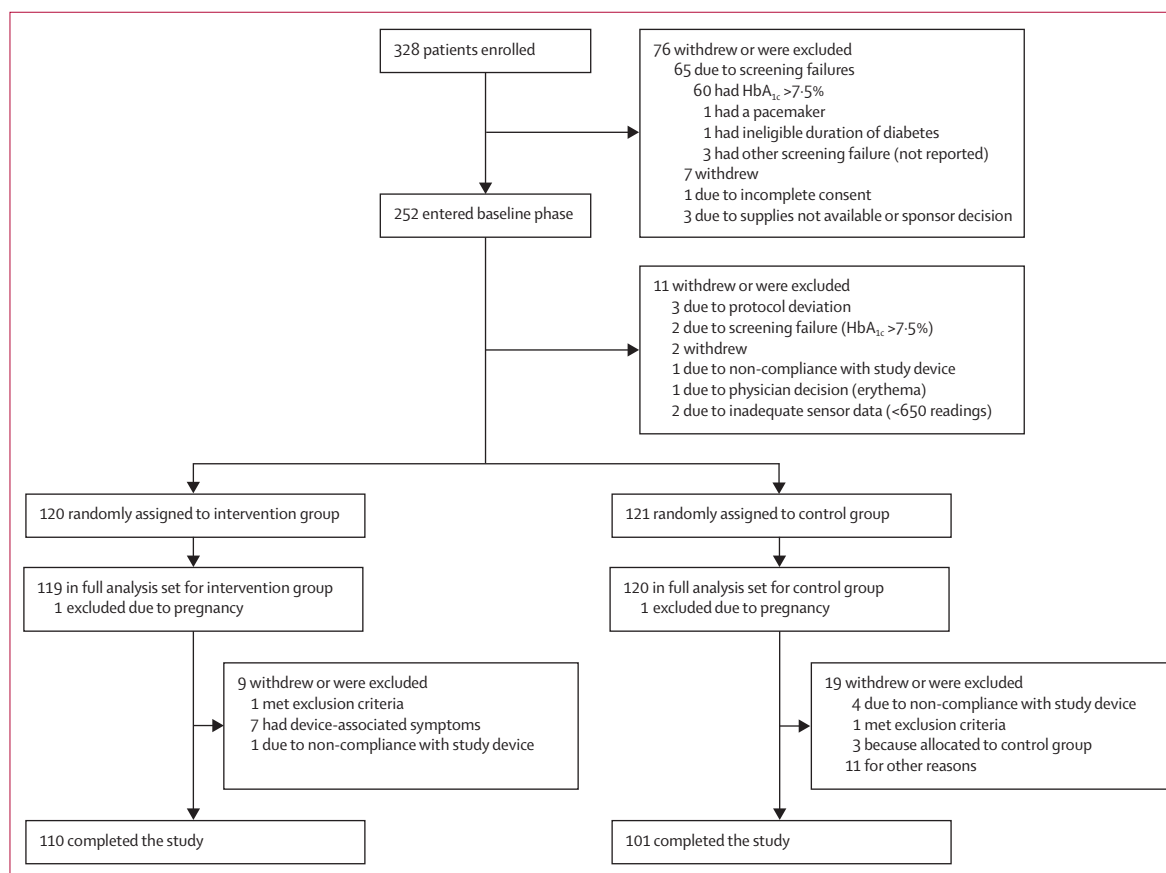 328 patients enrolled
76 withdrew or were excluded
65 due to screening failures
60 had HbA1c >7·5%
1 had a pacemaker
1 had ineligible duration of diabetes
3 had other screening failure (not reported)
7 withdrew
1 due to incomplete consent
3 due to supplies not available or sponsor decision
252 entered baseline phase
11 withdrew or were excluded
3 due to protocol deviation
2 due to screening failure (HbA1c >7·5%)
2 withdrew
1 due to non-compliance with study device
1 due to physician decision (erythema)
2 due to inadequate sensor data (<650 readings)
120 randomly assigned to intervention group
121 randomly assigned to control group
119 in full analysis set for intervention group
1 excluded due to pregnancy
120 in full analysis set for control group
1 excluded due to pregnancy
9 withdrew or were excluded
1 met exclusion criteria
7 had device-associated symptoms
1 due to non-compliance with study device
19 withdrew or were excluded
4 due to non-compliance with study device
1 met exclusion criteria
3 because allocated to control group
11 for other reasons
110 completed the study
101 completed the study